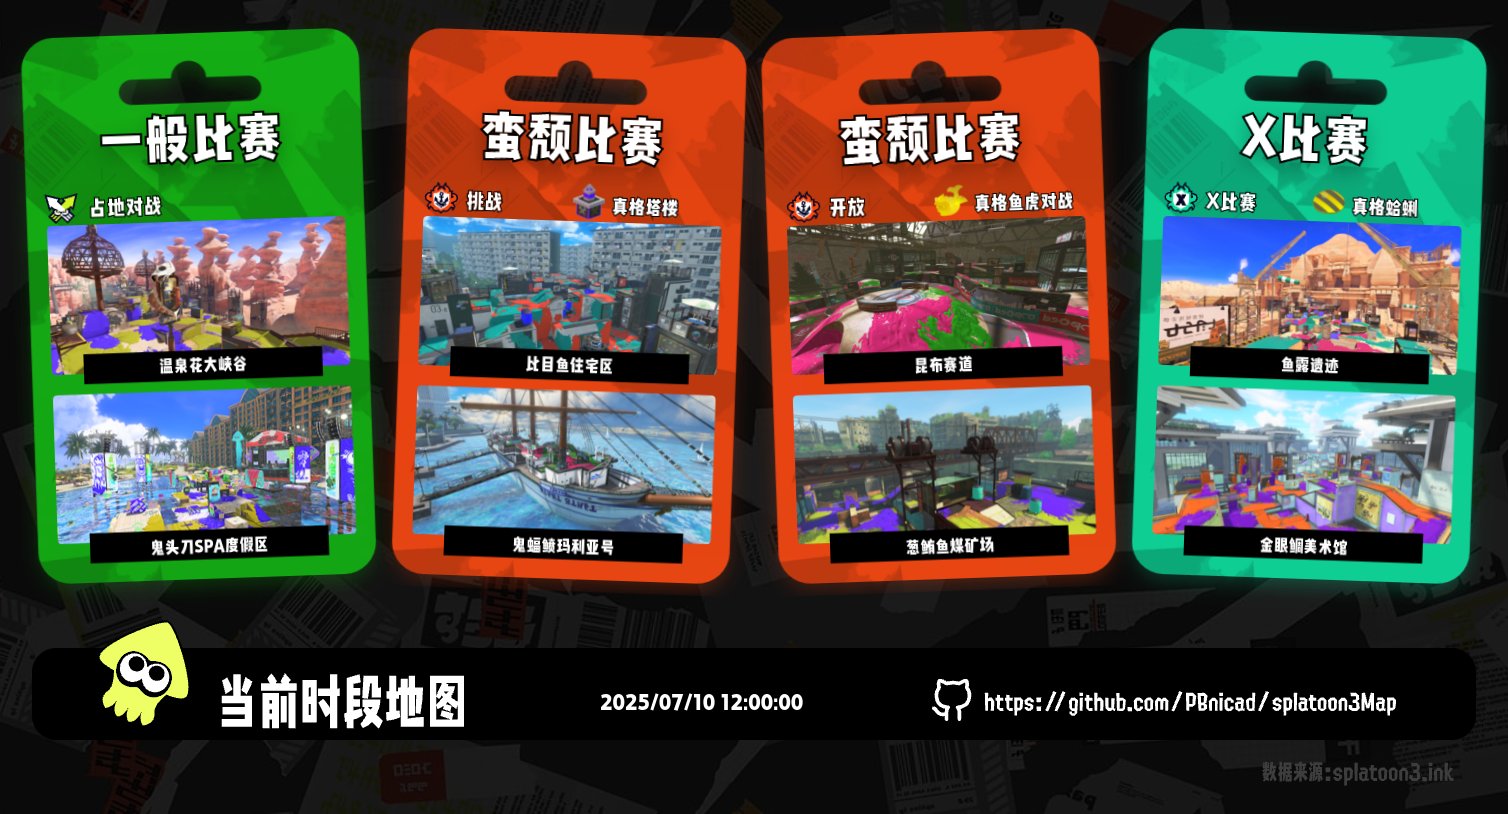 一般比赛
占地对战
温泉花大峡谷
鬼头刀SPA度假区
蛮颓比赛
挑战
真格塔楼
比目鱼住宅区
鬼蝠鲼玛利亚号
蛮颓比赛
开放
真格鱼虎对战
昆布赛道
葱鲔鱼煤矿场
X比赛
X比赛
真格蛤蜊
鱼露遗迹
金眼鲷美术馆
当前时段地图
2025/07/10 12:00:00
https://github.com/PBnicad/splatoon3Map
数据来源:splatoon3.ink